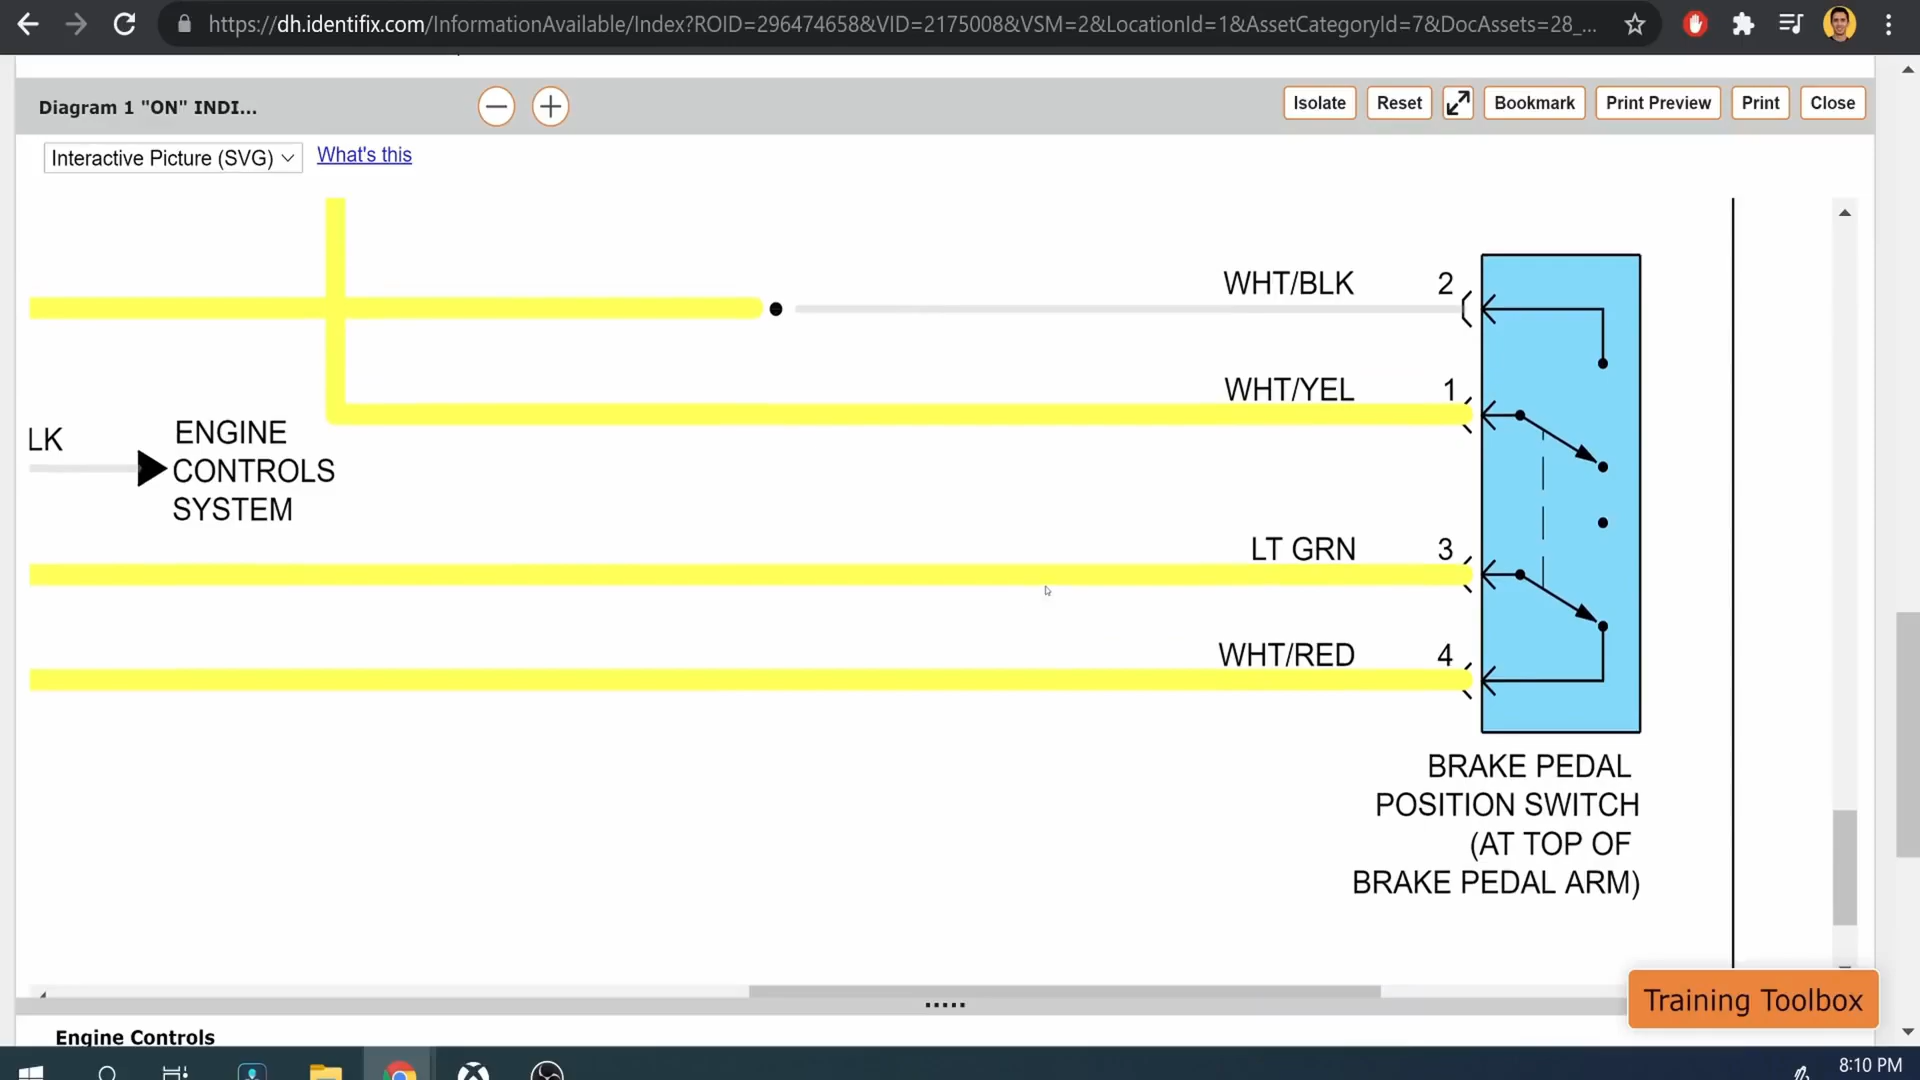 https://dh.identifix.com/InformationAvailable/Index?ROID=296474658&VID=2175008&VSM=2&LocationId=1&AssetCategoryId=7&DocAssets=28_...
Diagram 1 "ON" INDI...
Isolate
Reset
Bookmark
Print Preview
Print
Close
Interactive Picture (SVG)
What's this
WHT/BLK 2
WHT/YEL 1
LK
ENGINE
CONTROLS
SYSTEM
LT GRN 3
WHT/RED 4
BRAKE PEDAL
POSITION SWITCH
(AT TOP OF
BRAKE PEDAL ARM)
Training Toolbox
Engine Controls
8:10 PM